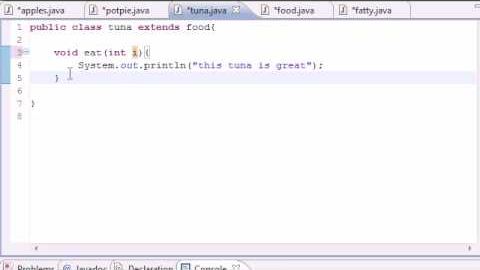 *apples.java *potpie.java *tuna.java *food.java *fatty.java
1 public class tuna extends food{
2
3 void eat(int i){
4 System.out.println("this tuna is great");
5 }
6
7 }
8
Problems @ Javadoc Declaration Console